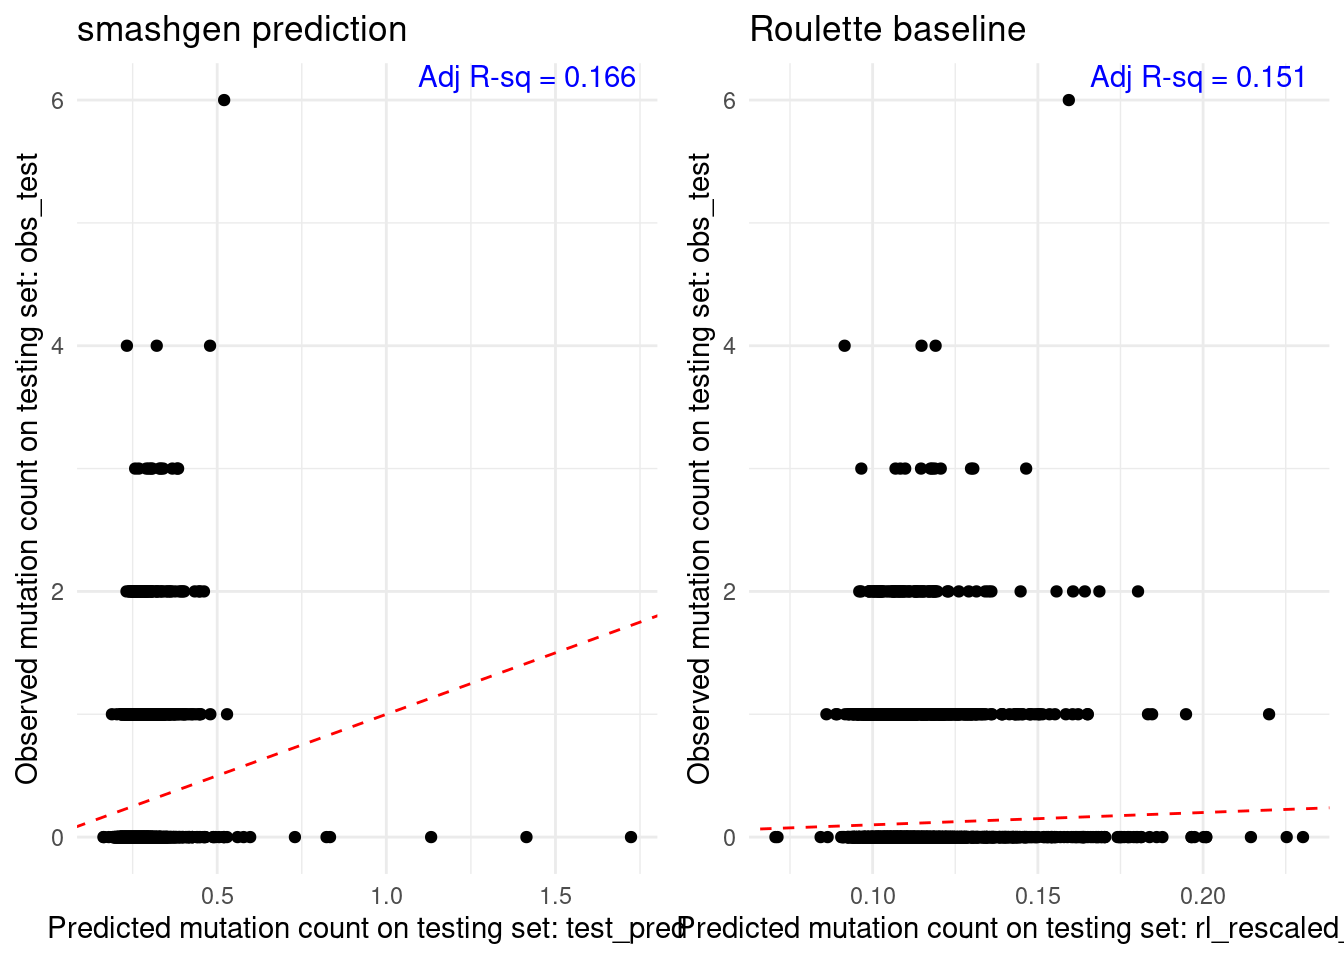 smashgen prediction
Adj R-sq = 0.166
Observed mutation count on testing set: obs_test
6
4
2
0
0.5
1.0
1.5
Predicted mutation count on testing set: test_pred
Roulette baseline
Adj R-sq = 0.151
Observed mutation count on testing set: obs_test
6
4
2
0
0.10
0.15
0.20
Predicted mutation count on testing set: rl_rescaled_